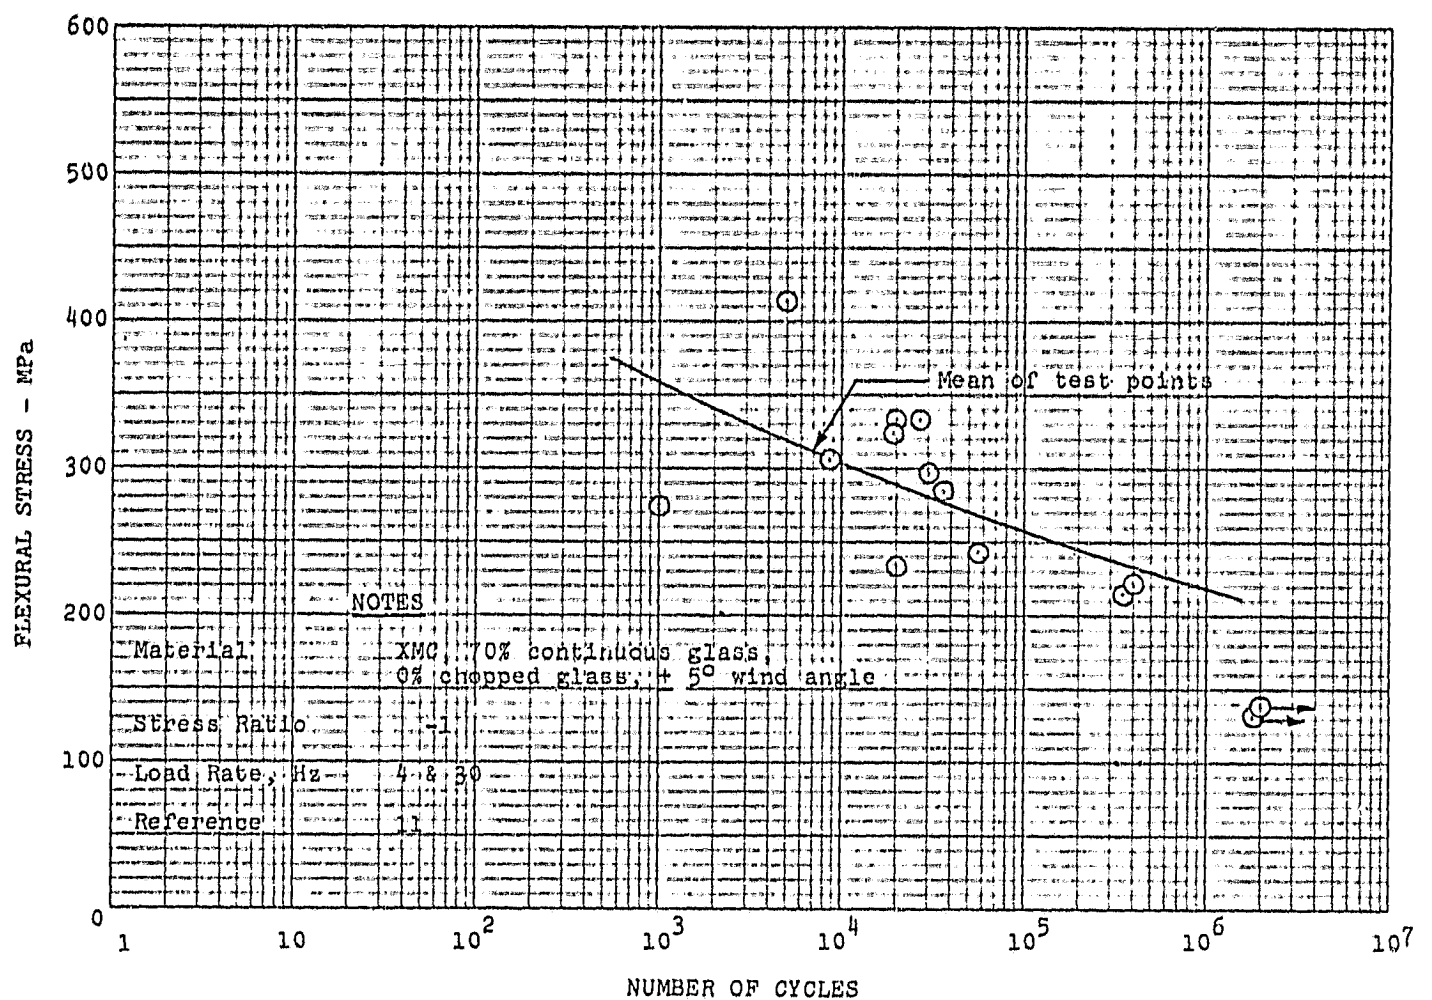 600
500
400
300
200
100
0
FLEXURAL STRESS - MPa
Mean of test points
NOTES
Material XMC, 70% continuous glass,
0% chopped glass, + 5° wind angle
Stress Ratio -1
Load Rate, Hz 4 & 30
Reference 11
1 10 10² 10³ 10⁴ 10⁵ 10⁶ 10⁷
NUMBER OF CYCLES